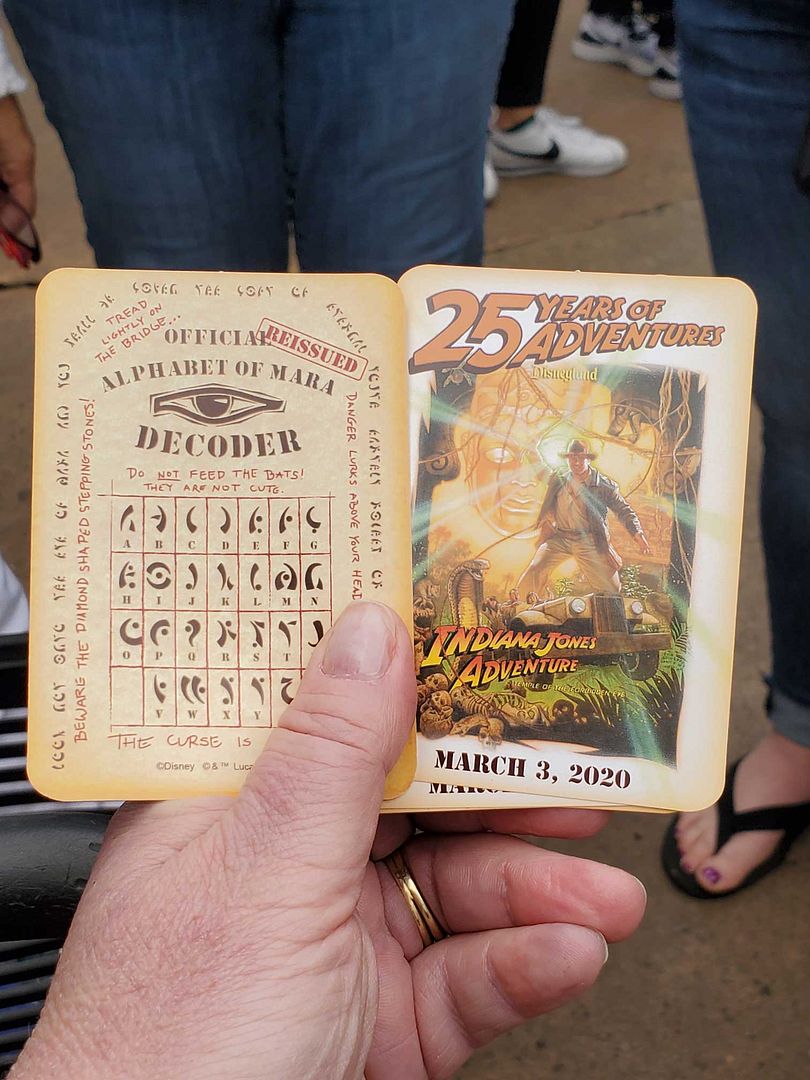 TREAD
LIGHTLY ON
THE BRIDGE...
OFFICIAL
REISSUED
ALPHABET OF MARA
DECODER
DO NOT FEED THE BATS!
THEY ARE NOT CUTE.
A B C D E F G
H I J K L M N
O P Q R S T
V W X Y
THE CURSE IS
©Disney ©&™ Luca
BEWARE THE DIAMOND SHAPED STEPPING STONES!
DANGER LURKS ABOVE YOUR HEAD
25 YEARS OF
ADVENTURES
Disneyland
INDIANA JONES
ADVENTURE
TEMPLE OF THE FORBIDDEN EYE
MARCH 3, 2020